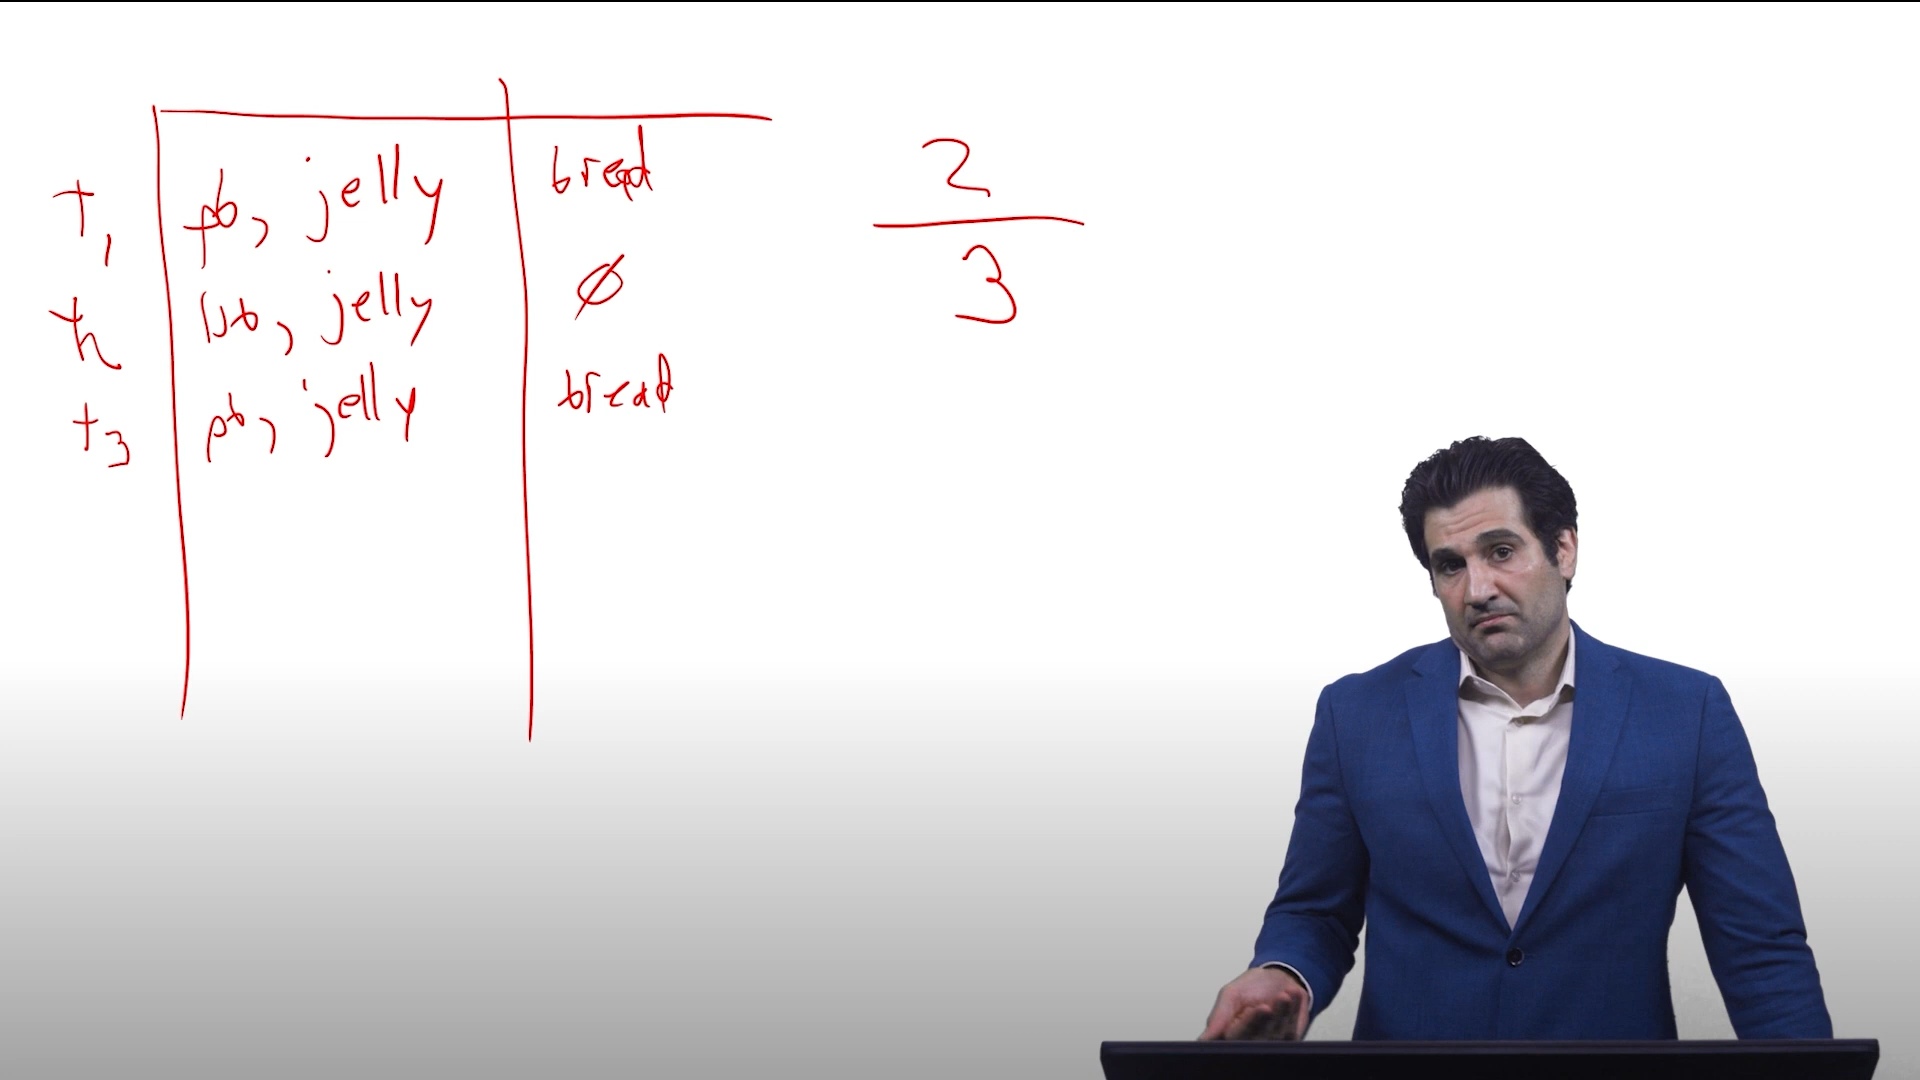 t1 pb, jelly bread
t2 pb, jelly ∅
t3 pb, jelly bread
2
3